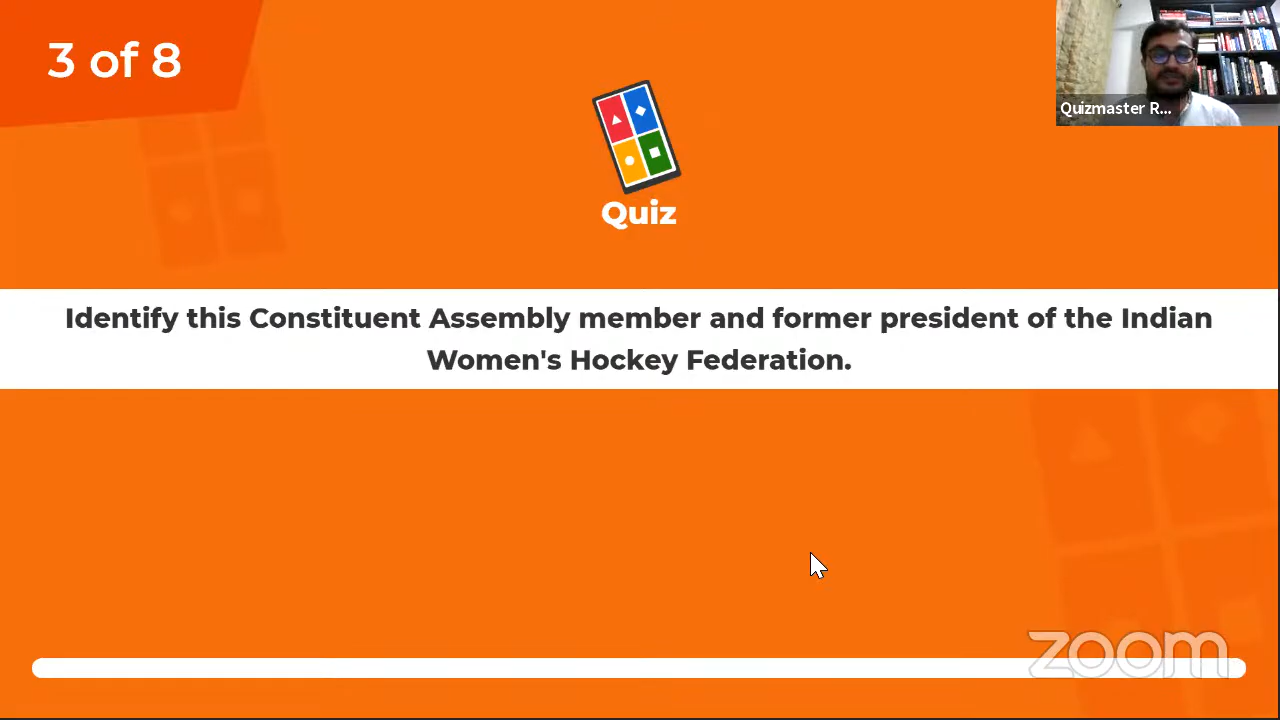 3 of 8
Quizmaster R...
Quiz
Identify this Constituent Assembly member and former president of the Indian
Women's Hockey Federation.
zoom